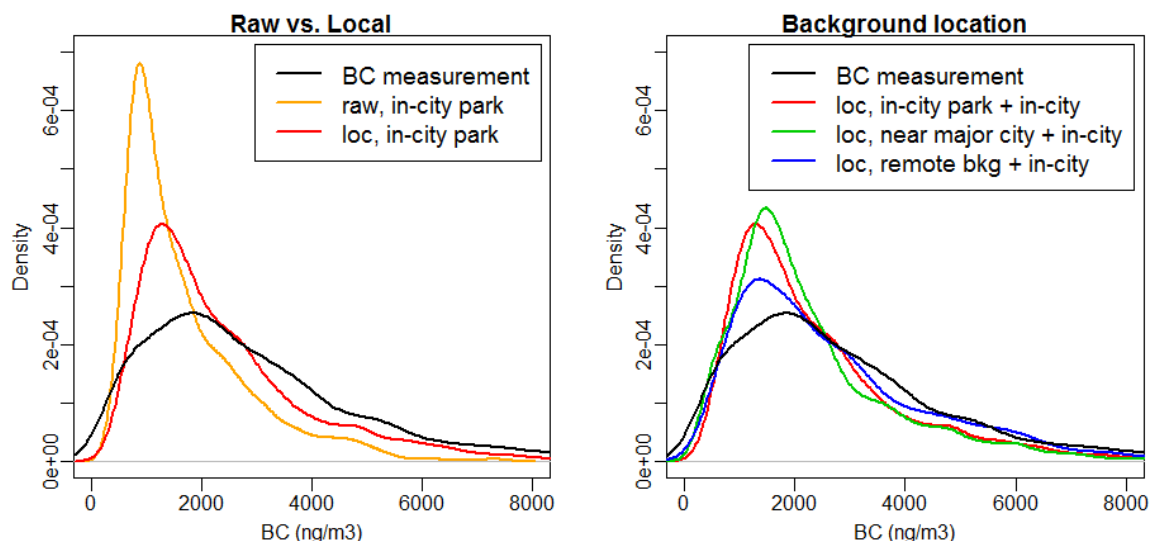 Raw vs. Local
BC measurement
raw, in-city park
loc, in-city park
Density
0e+00
2e-04
4e-04
6e-04
0
2000
4000
6000
8000
BC (ng/m3)
Background location
BC measurement
loc, in-city park + in-city
loc, near major city + in-city
loc, remote bkg + in-city
Density
0e+00
2e-04
4e-04
6e-04
0
2000
4000
6000
8000
BC (ng/m3)